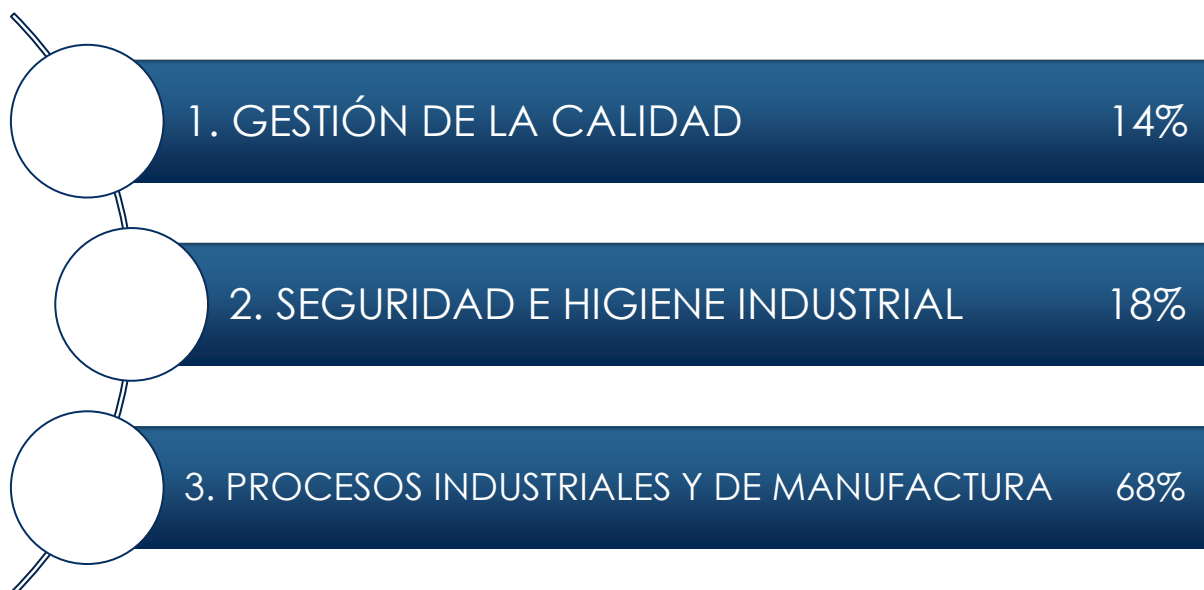 1. GESTIÓN DE LA CALIDAD 14%
2. SEGURIDAD E HIGIENE INDUSTRIAL 18%
3. PROCESOS INDUSTRIALES Y DE MANUFACTURA 68%